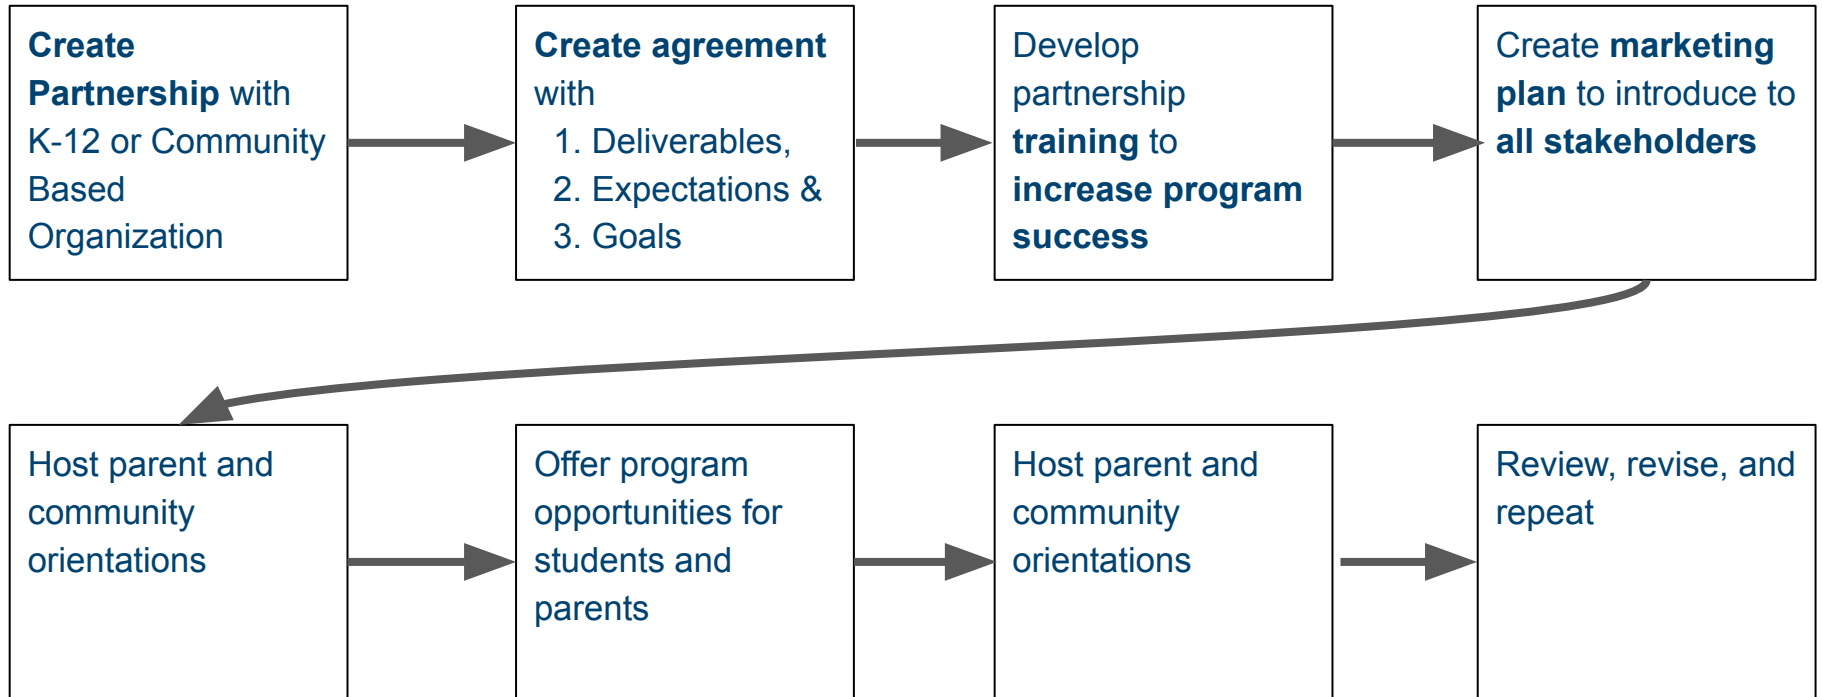 Create
Partnership with
K-12 or Community
Based
Organization
Create agreement
with
1. Deliverables,
2. Expectations &
3. Goals
Develop
partnership
training to
increase program
success
Create marketing
plan to introduce to
all stakeholders
Host parent and
community
orientations
Offer program
opportunities for
students and
parents
Host parent and
community
orientations
Review, revise, and
repeat